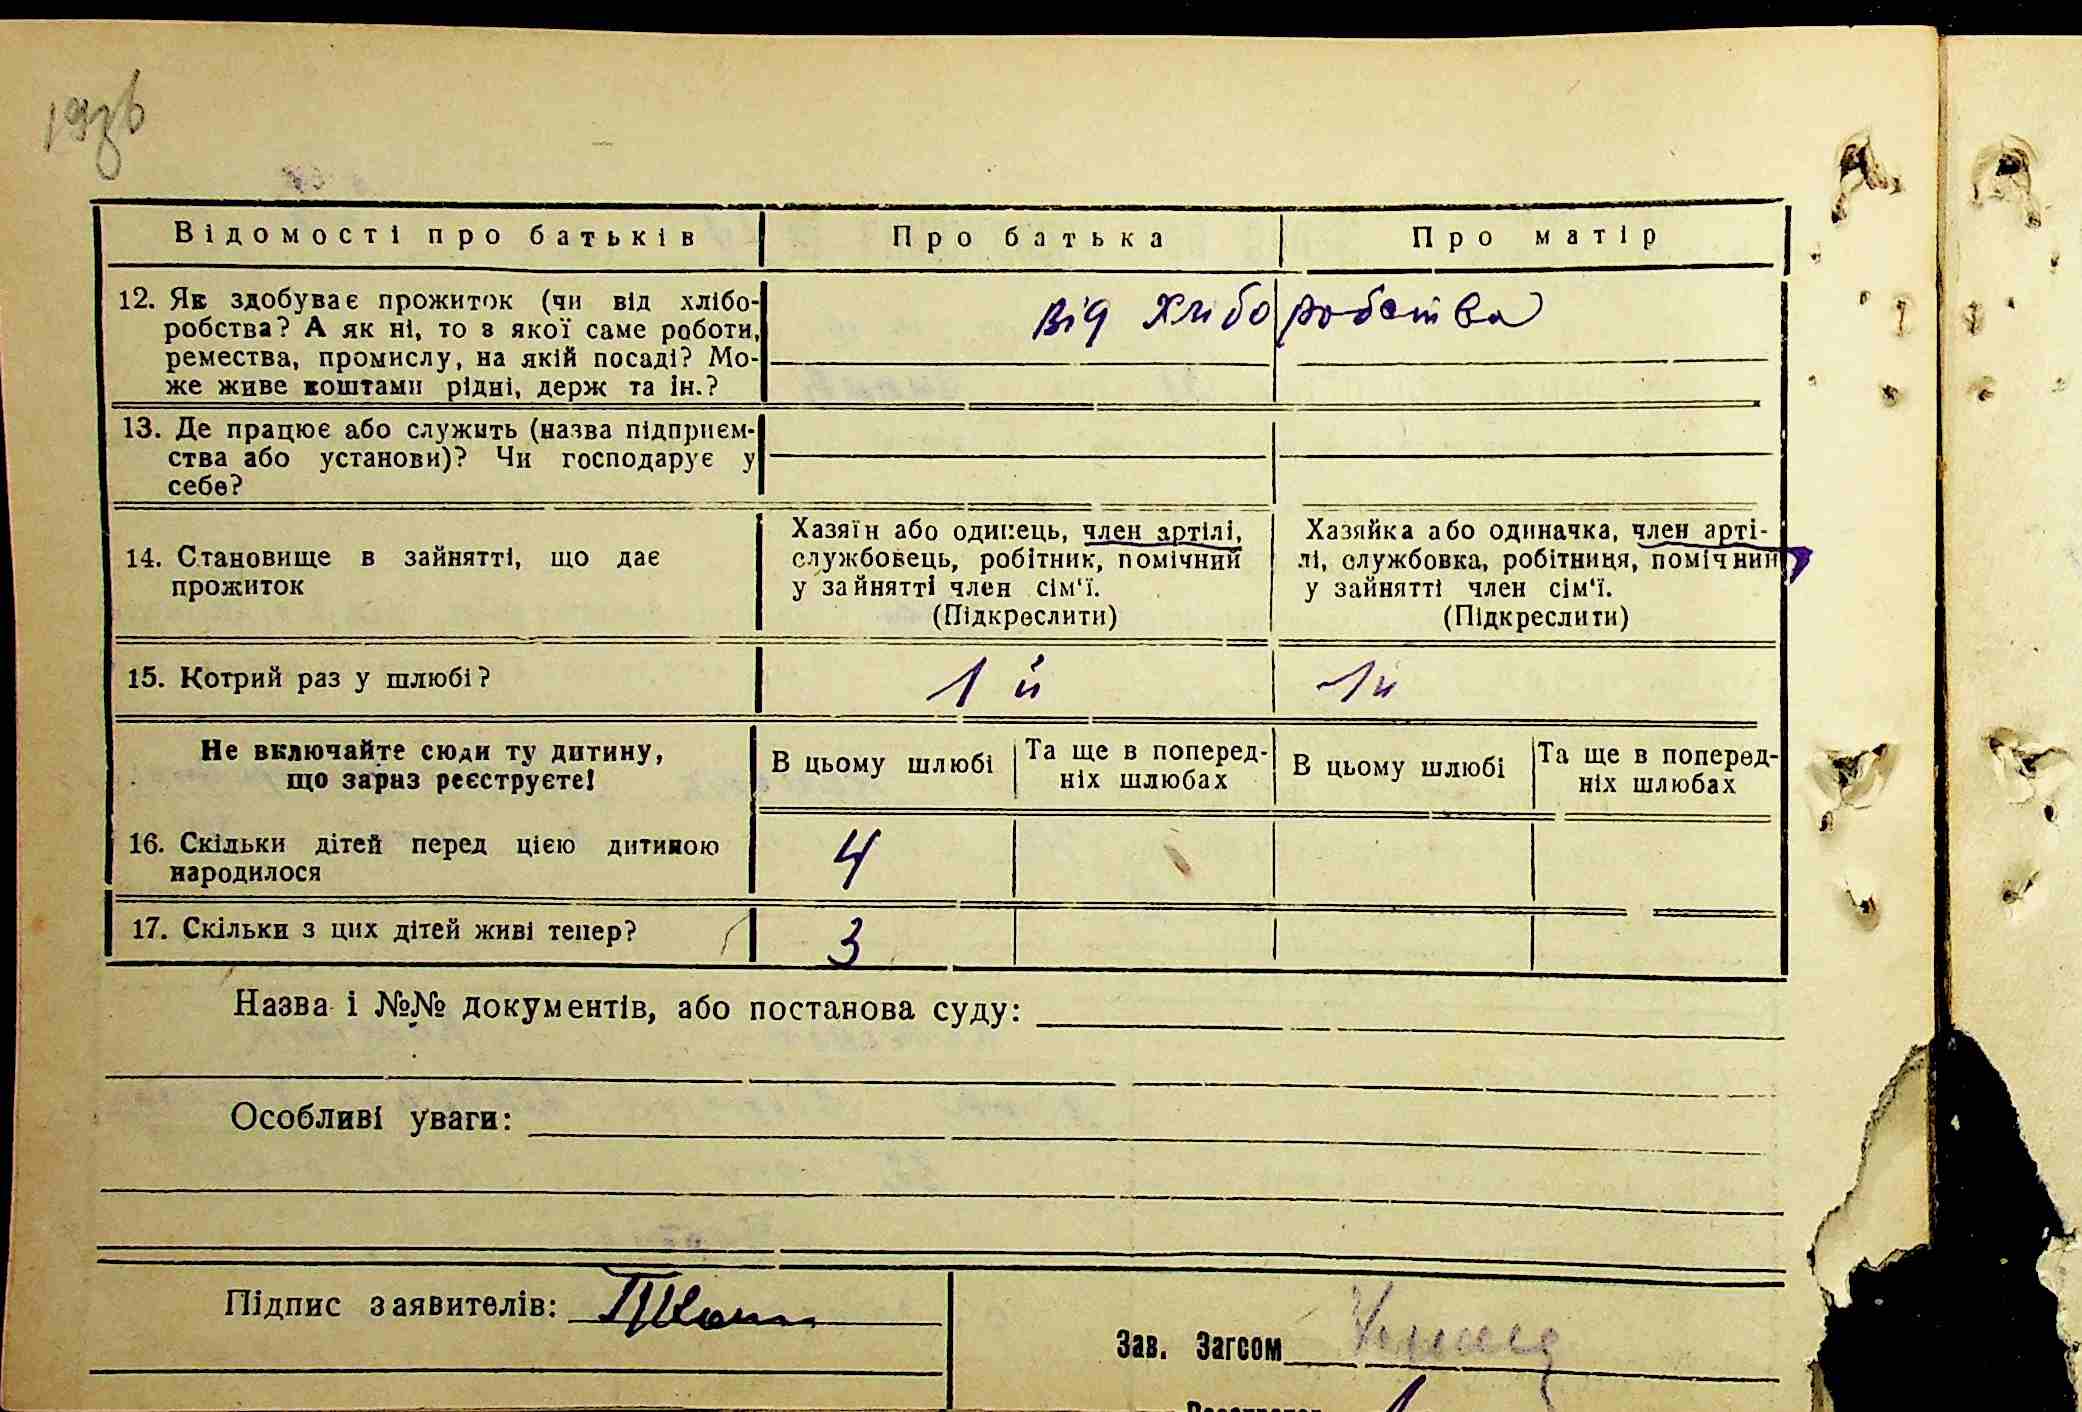 193б
Відомості про батьків Про батька Про матір
12. Як здобуває прожиток (чи від хлібо-
робства? А як ні, то з якої саме роботи,
ремества, промислу, на якій посаді? Мо-
же живе коштами рідні, держ та ін.?
від хліборобства
13. Де працює або служить (назва підприєм-
ства або установи)? Чи господарує у
себе?
14. Становище в зайнятті, що дає
прожиток
Хазяїн або одинець, член артілі,
службовець, робітник, помічний
у зайнятті член сім'ї.
(Підкреслити)
Хазяйка або одиначка, член арті-
лі, службовка, робітниця, помічний
у зайнятті член сім'ї.
(Підкреслити)
15. Котрий раз у шлюбі? 1й 1й
Не включайте сюди ту дитину,
що зараз реєструєте!
В цьому шлюбі
Та ще в поперед-
ніх шлюбах
В цьому шлюбі
Та ще в поперед-
ніх шлюбах
16. Скільки дітей перед цією дитиною
народилося
4
17. Скільки з цих дітей живі тепер? 3
Назва і №№ документів, або постанова суду:
Особливі уваги:
Підпис заявителів:
Зав. Загсом